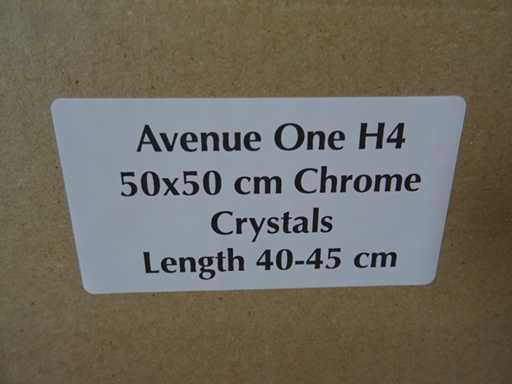 Avenue One H4
50x50 cm Chrome
Crystals
Length 40-45 cm